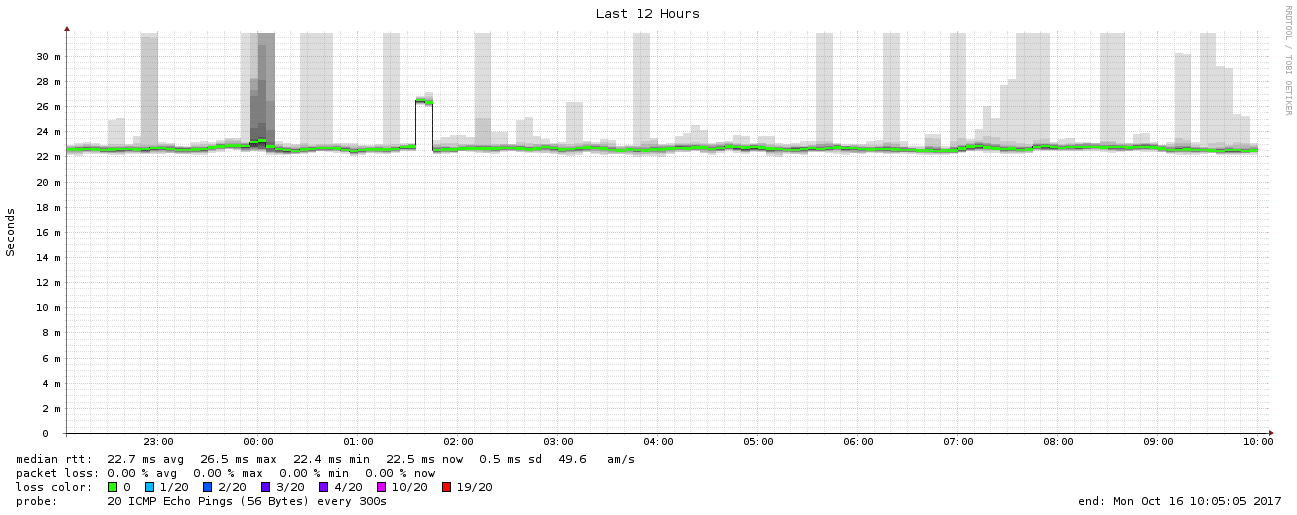 Last 12 Hours
RRDTOOL / TOBI OETIKER
Seconds
30 m
28 m
26 m
24 m
22 m
20 m
18 m
16 m
14 m
12 m
10 m
8 m
6 m
4 m
2 m
0
23:00 00:00 01:00 02:00 03:00 04:00 05:00 06:00 07:00 08:00 09:00 10:00
median rtt: 22.7 ms avg 26.5 ms max 22.4 ms min 22.5 ms now 0.5 ms sd 49.6 am/s
packet loss: 0.00 % avg 0.00 % max 0.00 % min 0.00 % now
loss color: 0 1/20 2/20 3/20 4/20 10/20 19/20
probe: 20 ICMP Echo Pings (56 Bytes) every 300s end: Mon Oct 16 10:05:05 2017